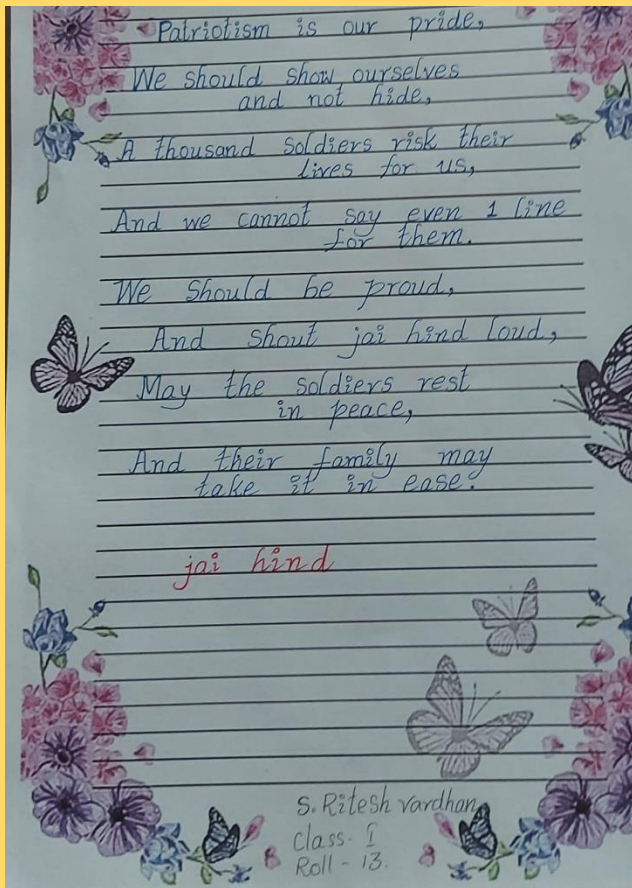 Patriotism is our pride,
We should show ourselves
and not hide,
A thousand soldiers risk their
lives for us,
And we cannot say even 1 line
for them.
We should be proud,
And shout jai hind loud,
May the soldiers rest
in peace,
And their family may
take it in ease.
jai hind
S. Ritesh vardhan
Class- I
Roll - 13.